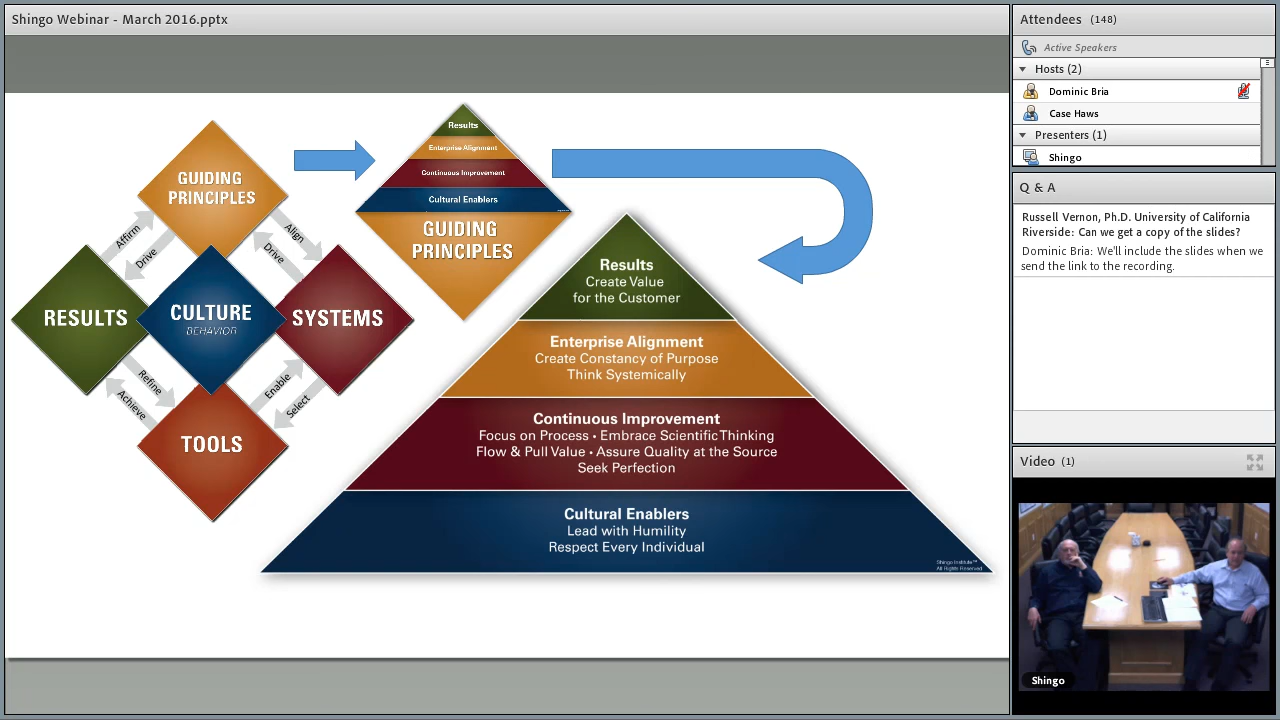 Shingo Webinar - March 2016.pptx
GUIDING
PRINCIPLES
Affirm
Drive
Align
Drive
RESULTS
CULTURE
BEHAVIOR
SYSTEMS
Refine
Achieve
Enable
Select
TOOLS
Results
Enterprise Alignment
Continuous Improvement
Cultural Enablers
GUIDING
PRINCIPLES
Results
Create Value
for the Customer
Enterprise Alignment
Create Constancy of Purpose
Think Systemically
Continuous Improvement
Focus on Process • Embrace Scientific Thinking
Flow & Pull Value • Assure Quality at the Source
Seek Perfection
Cultural Enablers
Lead with Humility
Respect Every Individual
Shingo Institute™
All Rights Reserved
Attendees (148)
Active Speakers
Hosts (2)
Dominic Bria
Case Haws
Presenters (1)
Shingo
Q & A
Russell Vernon, Ph.D. University of California
Riverside: Can we get a copy of the slides?
Dominic Bria: We'll include the slides when we
send the link to the recording.
Video (1)
Shingo